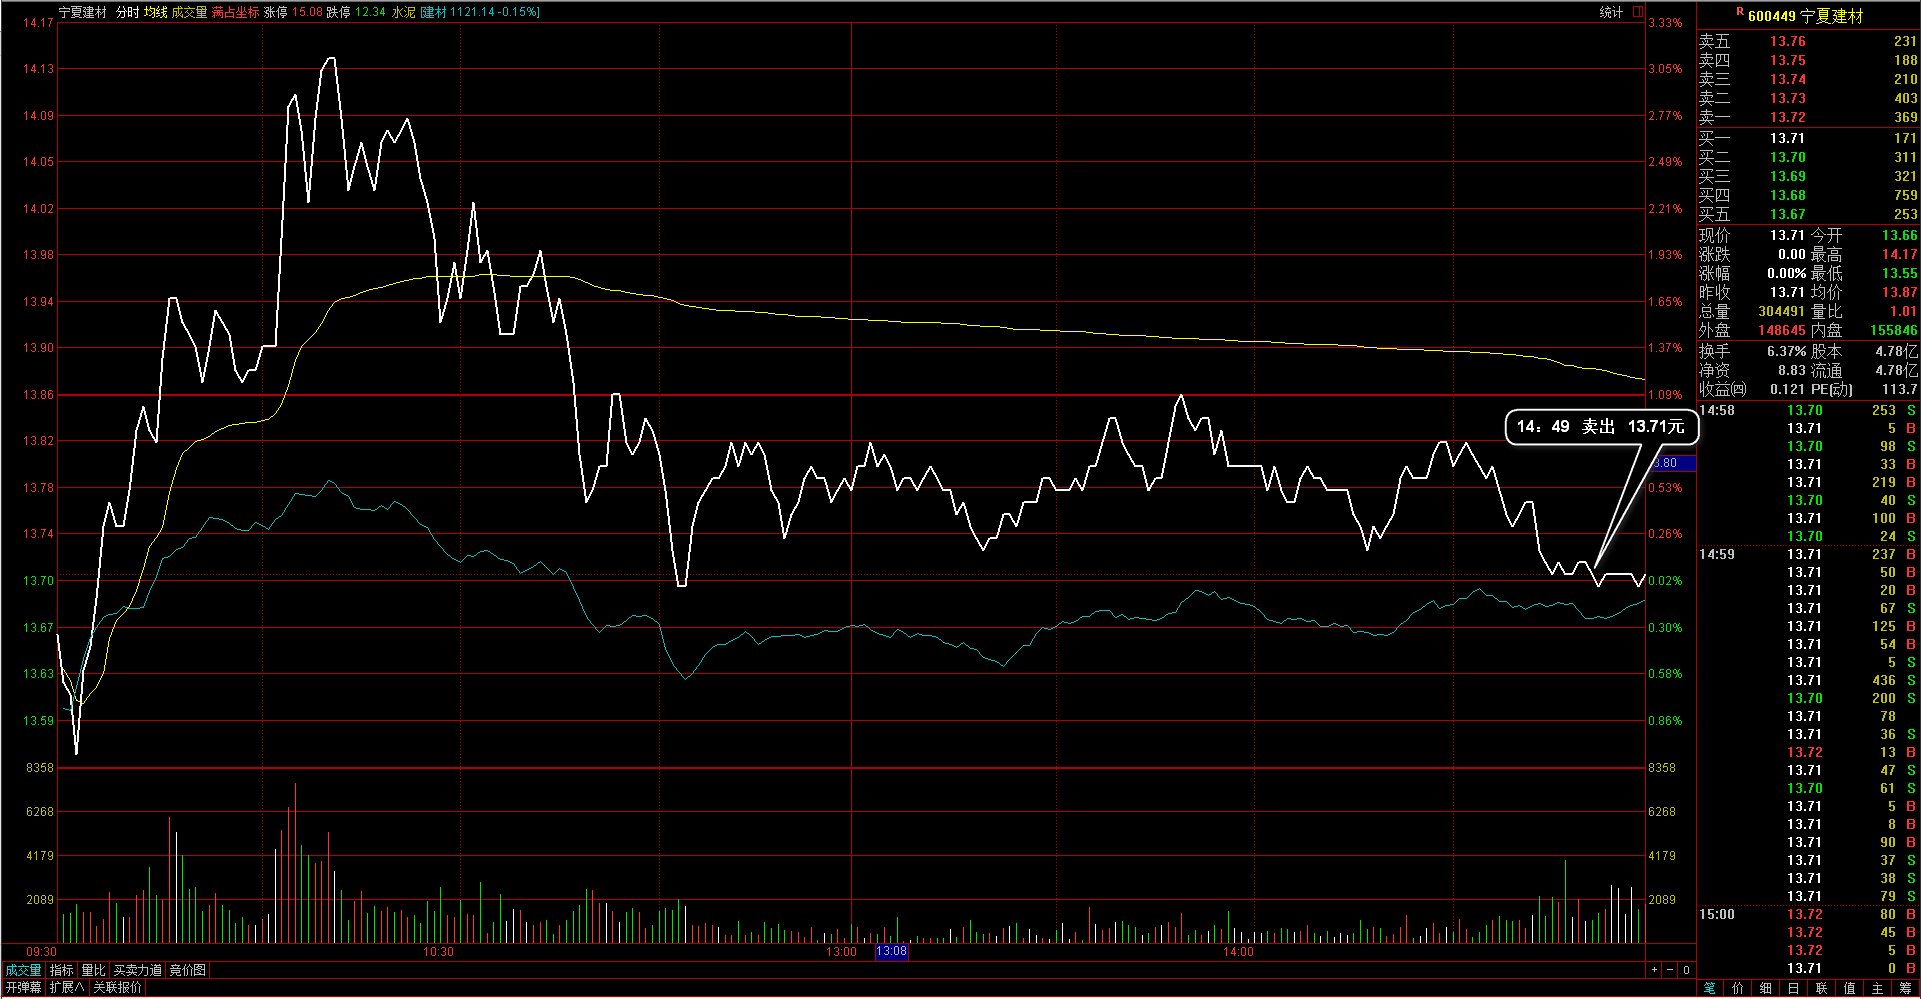 宁夏建材 分时 均线 成交量 满占坐标 涨停 15.08 跌停 12.34 水泥 [建材 1121.14 -0.15%]
统计
14.17
14.13
14.09
14.05
14.02
13.98
13.94
13.90
13.86
13.82
13.78
13.74
13.70
13.67
13.63
13.59
8358
6268
4179
2089
3.33%
3.05%
2.77%
2.49%
2.21%
1.93%
1.65%
1.37%
1.09%
3.80
0.53%
0.26%
0.02%
0.30%
0.58%
0.86%
8358
6268
4179
2089
14：49 卖出 13.71元
09:30 10:30 13:00 13:08 14:00
成交量 指标 量比 买卖力道 竞价图
+ - 0
开弹幕 扩展∧ 关联报价
R 600449 宁夏建材
卖五 13.76 231
卖四 13.75 188
卖三 13.74 210
卖二 13.73 403
卖一 13.72 369
买一 13.71 171
买二 13.70 311
买三 13.69 321
买四 13.68 759
买五 13.67 253
现价 13.71 今开 13.66
涨跌 0.00 最高 14.17
涨幅 0.00% 最低 13.55
昨收 13.71 均价 13.87
总量 304491 量比 1.01
外盘 148645 内盘 155846
换手 6.37% 股本 4.78亿
净资 8.83 流通 4.78亿
收益㈣ 0.121 PE[动] 113.7
14:58 13.70 253 S
13.71 5 B
13.70 98 S
13.71 33 B
13.71 219 B
13.70 40 S
13.71 100 B
13.70 24 S
14:59 13.71 237 B
13.71 50 B
13.71 20 B
13.71 67 S
13.71 125 B
13.71 54 B
13.71 5 S
13.71 436 S
13.70 200 S
13.71 78
13.71 36 S
13.72 13 B
13.71 47 S
13.70 61 S
13.71 5 B
13.71 8 B
13.71 90 B
13.71 37 S
13.71 38 S
13.71 79 S
15:00 13.72 80 B
13.72 45 B
13.72 5 B
13.71 0 B
笔 价 细 日 联 值 主 筹